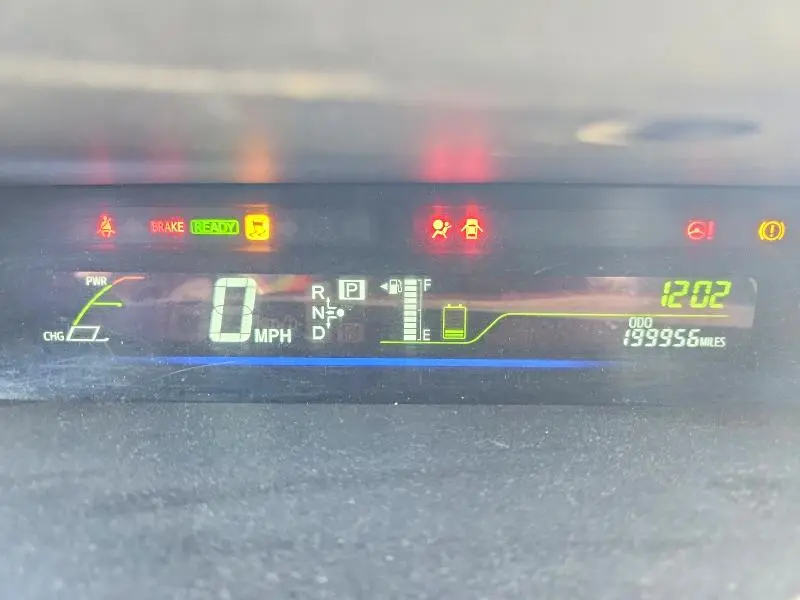 BRAKE READY
PWR
CHG
0 MPH
R
N
D
P
F
E
1202
ODO
199956 MILES